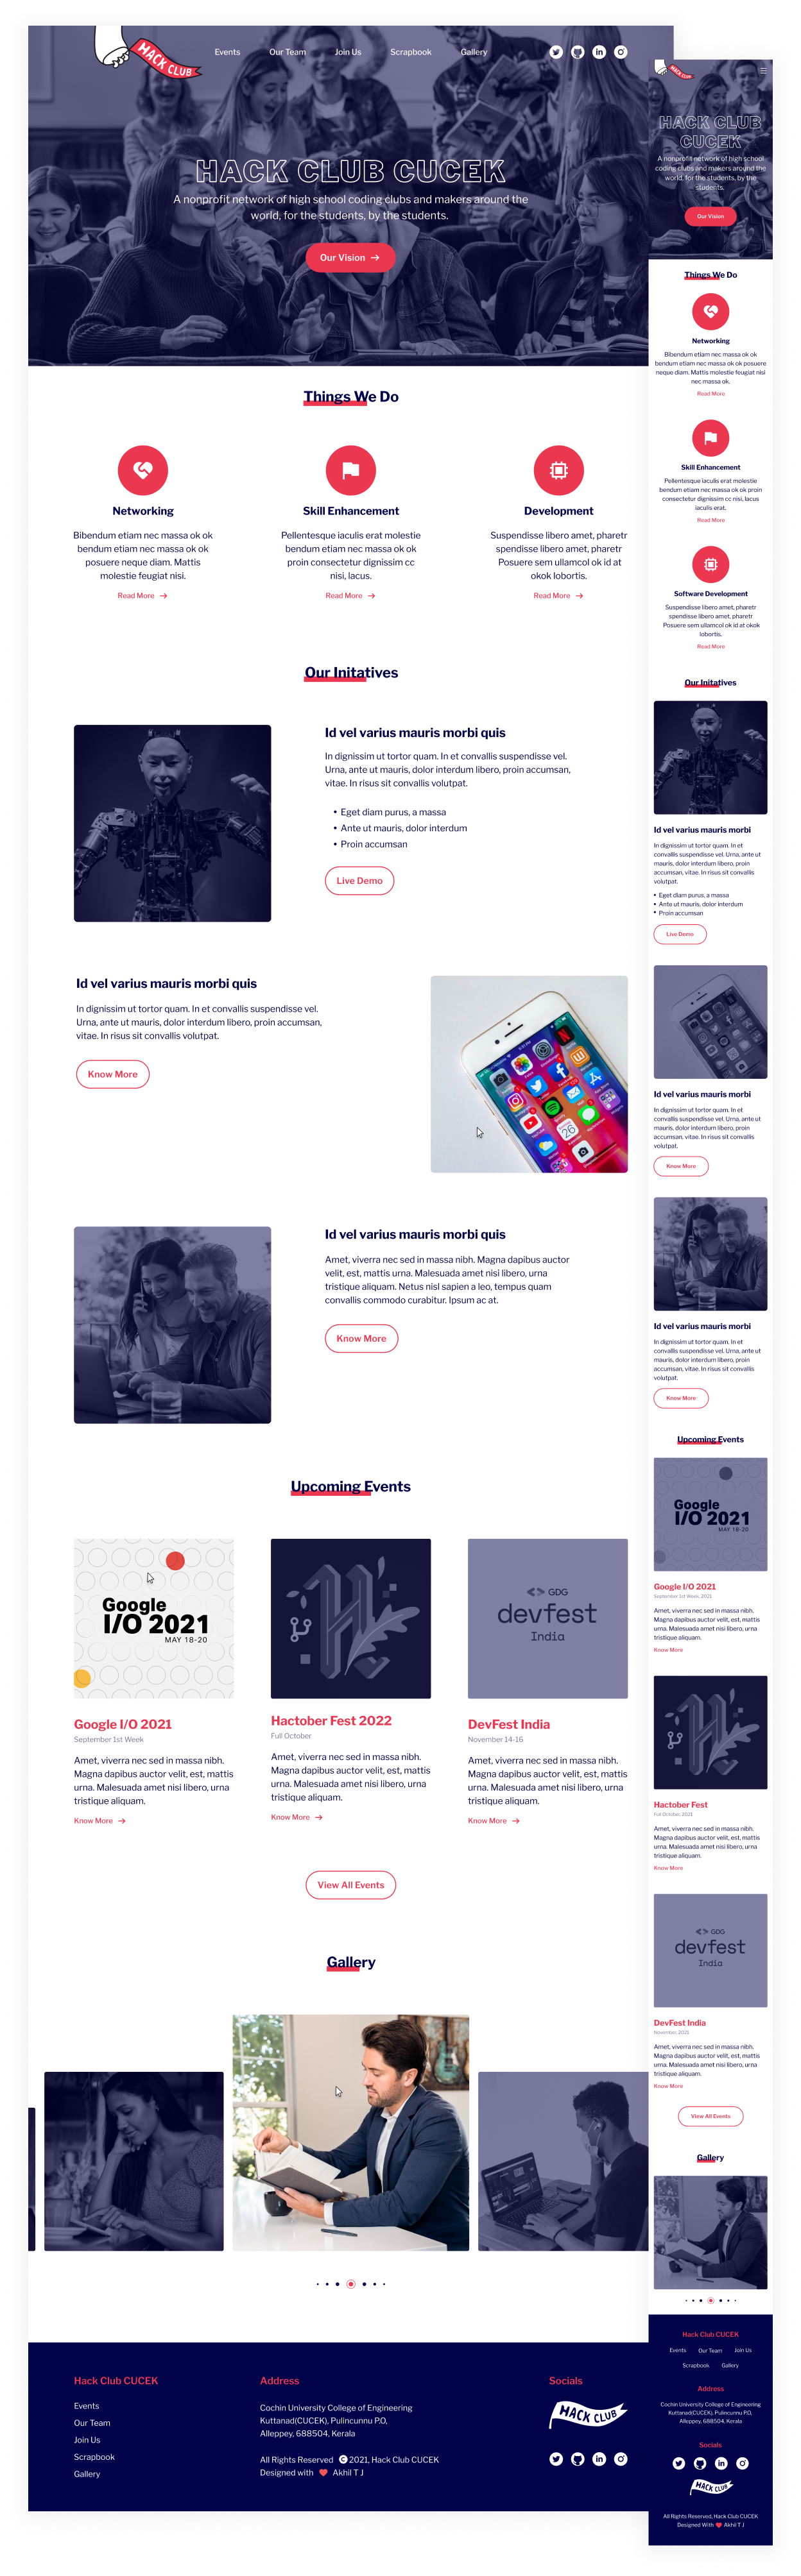 HACK CLUB
Events Our Team Join Us Scrapbook Gallery
HACK CLUB CUCEK
A nonprofit network of high school coding clubs and makers around the
world, for the students, by the students.
Our Vision
Things We Do
Networking
Bibendum etiam nec massa ok ok
bendum etiam nec massa ok ok
posuere neque diam. Mattis
molestie feugiat nisi.
Read More
Skill Enhancement
Pellentesque iaculis erat molestie
bendum etiam nec massa ok ok
proin consectetur dignissim cc
nisi, lacus.
Read More
Development
Suspendisse libero amet, pharetr
spendisse libero amet, pharetr
Posuere sem ullamcol ok id at
okok lobortis.
Read More
Our Initatives
Id vel varius mauris morbi quis
In dignissim ut tortor quam. In et convallis suspendisse vel.
Urna, ante ut mauris, dolor interdum libero, proin accumsan,
vitae. In risus sit convallis volutpat.
• Eget diam purus, a massa
• Ante ut mauris, dolor interdum
• Proin accumsan
Live Demo
Id vel varius mauris morbi quis
In dignissim ut tortor quam. In et convallis suspendisse vel.
Urna, ante ut mauris, dolor interdum libero, proin accumsan,
vitae. In risus sit convallis volutpat.
Know More
Id vel varius mauris morbi quis
Amet, viverra nec sed in massa nibh. Magna dapibus auctor
velit, est, mattis urna. Malesuada amet nisi libero, urna
tristique aliquam. Netus nisl sapien a leo, tempus quam
convallis commodo curabitur. Ipsum ac at.
Know More
Upcoming Events
Google
I/O 2021
MAY 18-20
Google I/O 2021
September 1st Week
Amet, viverra nec sed in massa nibh.
Magna dapibus auctor velit, est, mattis
urna. Malesuada amet nisi libero, urna
tristique aliquam.
Know More
Hactober Fest 2022
Full October
Amet, viverra nec sed in massa nibh.
Magna dapibus auctor velit, est, mattis
urna. Malesuada amet nisi libero, urna
tristique aliquam.
Know More
GDG
devfest
India
DevFest India
November 14-16
Amet, viverra nec sed in massa nibh.
Magna dapibus auctor velit, est, mattis
urna. Malesuada amet nisi libero, urna
tristique aliquam.
Know More
View All Events
Gallery
Hack Club CUCEK
Events
Our Team
Join Us
Scrapbook
Gallery
Address
Cochin University College of Engineering
Kuttanad(CUCEK), Pulincunnu P.O,
Alleppey, 688504, Kerala
All Rights Reserved © 2021, Hack Club CUCEK
Designed with ❤ Akhil T J
Socials
HACK CLUB
HACK CLUB
HACK CLUB
CUCEK
A nonprofit network of high school
coding clubs and makers around the
world, for the students, by the
students.
Our Vision
Things We Do
Networking
Bibendum etiam nec massa ok ok
bendum etiam nec massa ok ok posuere
neque diam. Mattis molestie feugiat nisi
nec massa ok.
Read More
Skill Enhancement
Pellentesque iaculis erat molestie
bendum etiam nec massa ok ok proin
consectetur dignissim cc nisi, lacus
iaculis erat.
Read More
Software Development
Suspendisse libero amet, pharetr
spendisse libero amet, pharetr
Posuere sem ullamcol ok id at okok
lobortis.
Read More
Our Initatives
Id vel varius mauris morbi
In dignissim ut tortor quam. In et
convallis suspendisse vel. Urna, ante ut
mauris, dolor interdum libero, proin
accumsan, vitae. In risus sit convallis
volutpat.
• Eget diam purus, a massa
• Ante ut mauris, dolor interdum
• Proin accumsan
Live Demo
Id vel varius mauris morbi
In dignissim ut tortor quam. In et
convallis suspendisse vel. Urna, ante ut
mauris, dolor interdum libero, proin
accumsan, vitae. In risus sit convallis
volutpat.
Know More
Id vel varius mauris morbi
In dignissim ut tortor quam. In et
convallis suspendisse vel. Urna, ante ut
mauris, dolor interdum libero, proin
accumsan, vitae. In risus sit convallis
volutpat.
Know More
Upcoming Events
Google
I/O 2021
MAY 18-20
Google I/O 2021
September 1st Week, 2021
Amet, viverra nec sed in massa nibh.
Magna dapibus auctor velit, est, mattis
urna. Malesuada amet nisi libero, urna
tristique aliquam.
Know More
Hactober Fest
Full October, 2021
Amet, viverra nec sed in massa nibh.
Magna dapibus auctor velit, est, mattis
urna. Malesuada amet nisi libero, urna
tristique aliquam.
Know More
GDG
devfest
India
DevFest India
November, 2021
Amet, viverra nec sed in massa nibh.
Magna dapibus auctor velit, est, mattis
urna. Malesuada amet nisi libero, urna
tristique aliquam.
Know More
View All Events
Gallery
Hack Club CUCEK
Events Our Team Join Us
Scrapbook Gallery
Address
Cochin University College of Engineering
Kuttanad(CUCEK), Pulincunnu P.O,
Alleppey, 688504, Kerala
Socials
HACK CLUB
All Rights Reserved, Hack Club CUCEK
Designed With ❤ Akhil T J